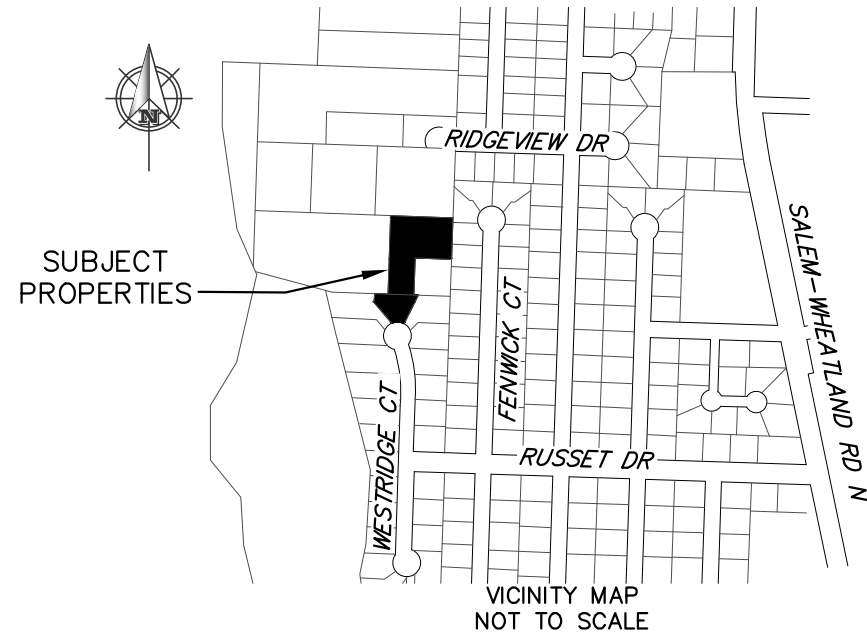 N
RIDGEVIEW DR
SALEM-WHEATLAND RD N
SUBJECT
PROPERTIES
FENWICK CT
WESTRIDGE CT
RUSSET DR
VICINITY MAP
NOT TO SCALE